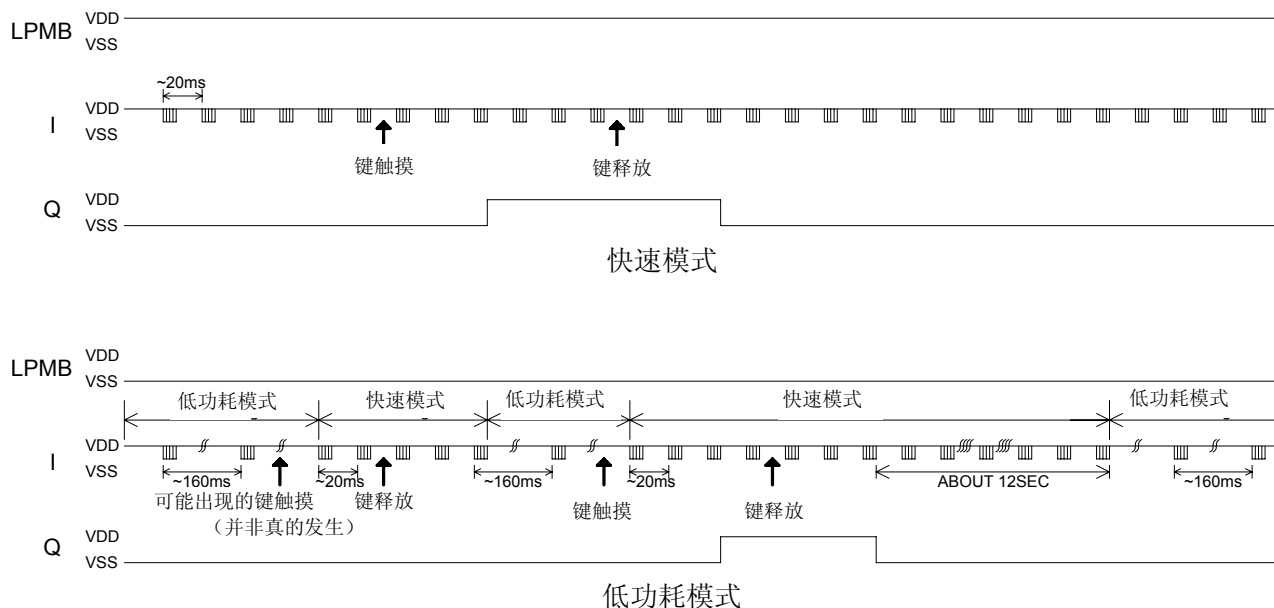 LPMB VDD
VSS
~20ms
I VDD
VSS
键触摸 键释放
Q VDD
VSS
快速模式
LPMB VDD
VSS
低功耗模式 快速模式 低功耗模式 快速模式 低功耗模式
I VDD
VSS
~160ms ~20ms ~160ms ~20ms ABOUT 12SEC ~160ms
可能出现的键触摸 键释放 键触摸 键释放
（并非真的发生）
Q VDD
VSS
低功耗模式